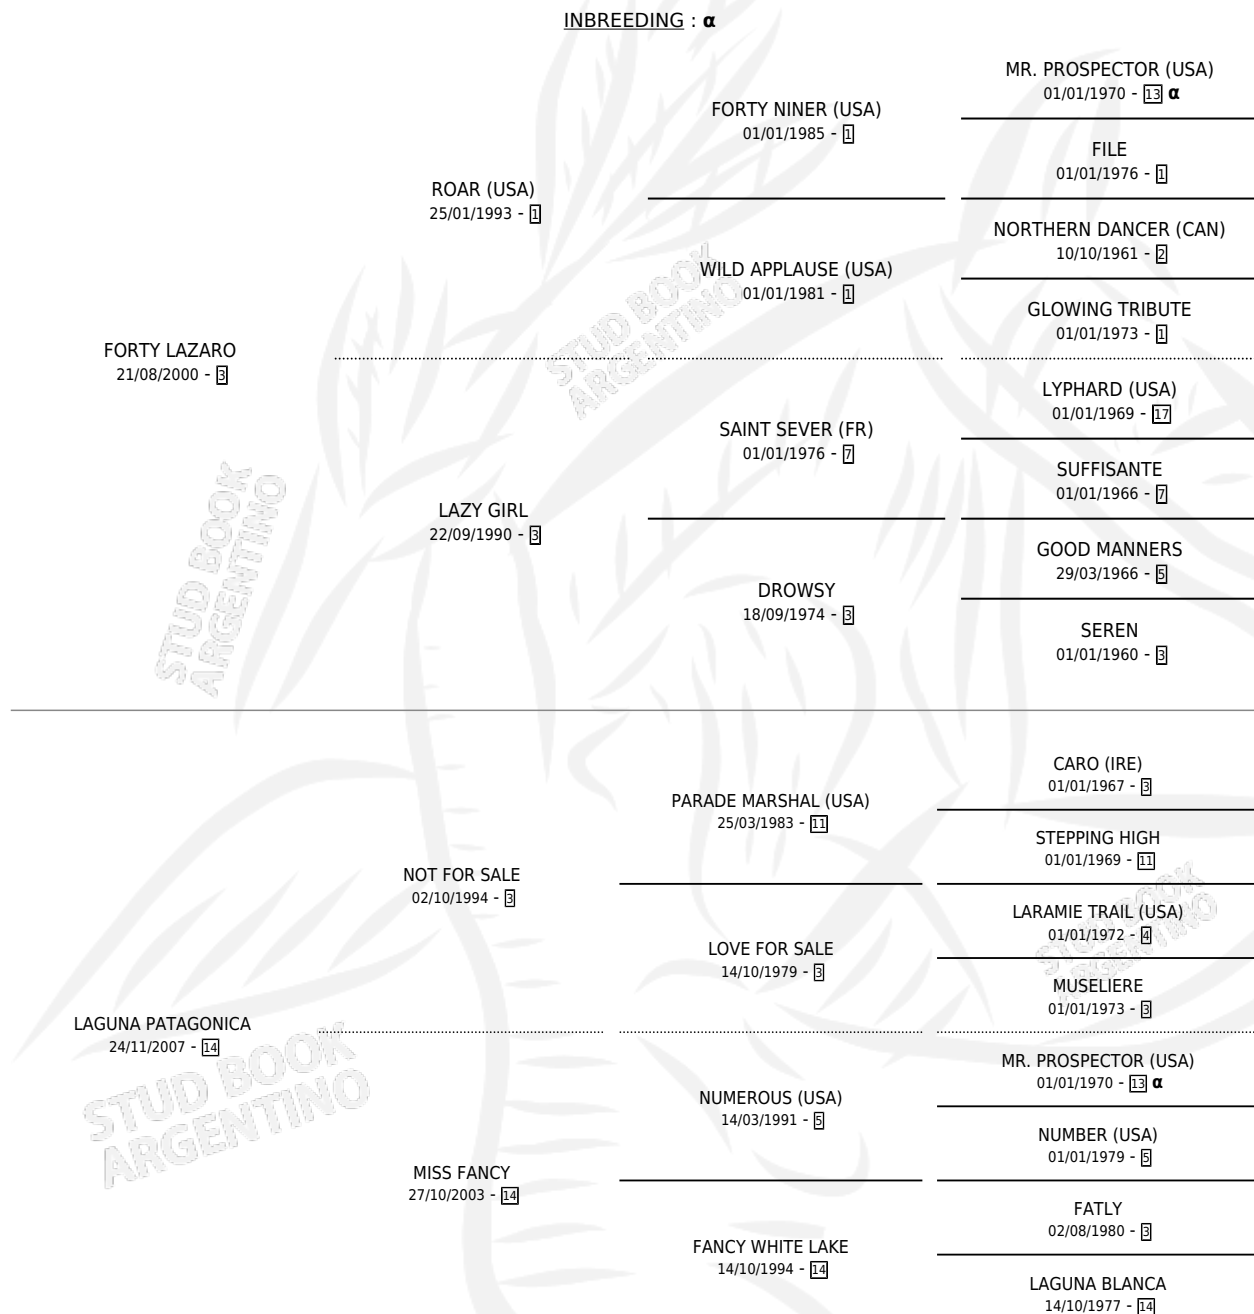 INBREEDING : α
MR. PROSPECTOR (USA)
01/01/1970 - 13 α
FORTY NINER (USA)
01/01/1985 - 1
FILE
01/01/1976 - 1
ROAR (USA)
25/01/1993 - 1
NORTHERN DANCER (CAN)
10/10/1961 - 2
WILD APPLAUSE (USA)
01/01/1981 - 1
GLOWING TRIBUTE
01/01/1973 - 1
FORTY LAZARO
21/08/2000 - 3
LYPHARD (USA)
01/01/1969 - 17
SAINT SEVER (FR)
01/01/1976 - 7
SUFFISANTE
01/01/1966 - 7
LAZY GIRL
22/09/1990 - 3
GOOD MANNERS
29/03/1966 - 5
DROWSY
18/09/1974 - 3
SEREN
01/01/1960 - 3
CARO (IRE)
01/01/1967 - 3
PARADE MARSHAL (USA)
25/03/1983 - 11
STEPPING HIGH
01/01/1969 - 11
NOT FOR SALE
02/10/1994 - 3
LARAMIE TRAIL (USA)
01/01/1972 - 4
LOVE FOR SALE
14/10/1979 - 3
MUSELIERE
01/01/1973 - 3
LAGUNA PATAGONICA
24/11/2007 - 14
MR. PROSPECTOR (USA)
01/01/1970 - 13 α
NUMEROUS (USA)
14/03/1991 - 5
NUMBER (USA)
01/01/1979 - 5
MISS FANCY
27/10/2003 - 14
FATLY
02/08/1980 - 3
FANCY WHITE LAKE
14/10/1994 - 14
LAGUNA BLANCA
14/10/1977 - 14
STUD BOOK
ARGENTINO
STUD BOOK
ARGENTINO
STUD BOOK
ARGENTINO
STUD BOOK
ARGENTINO